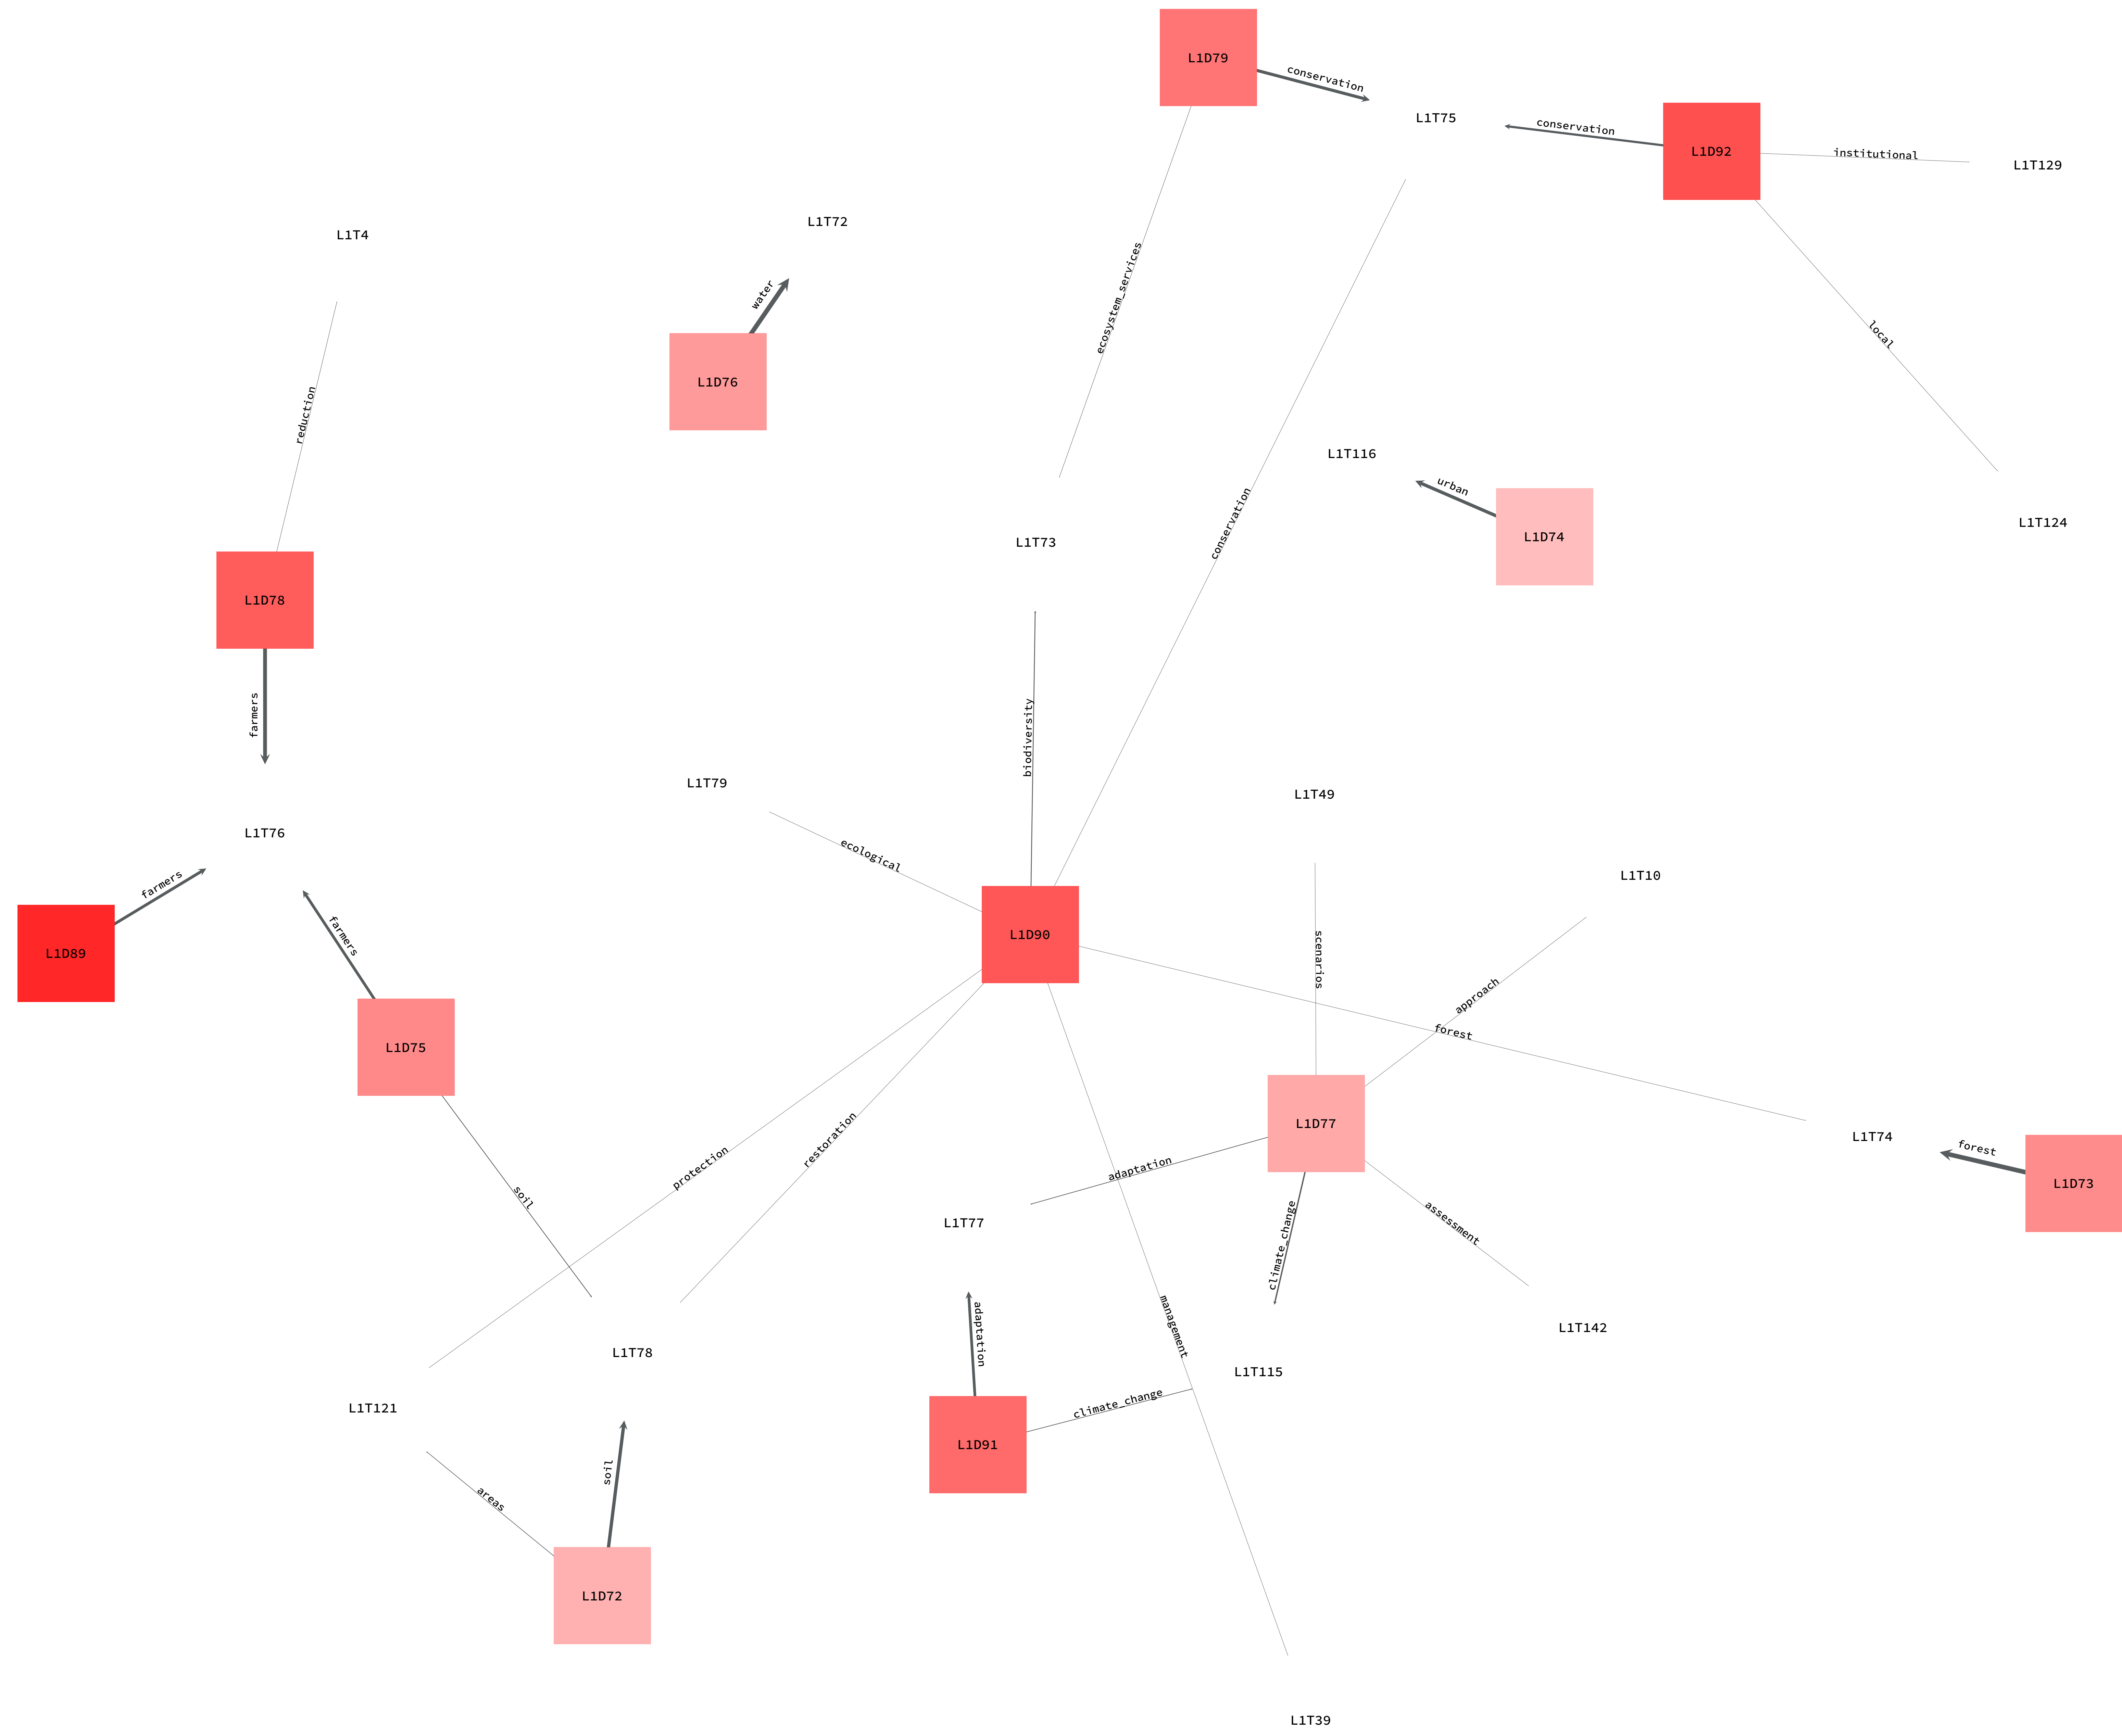 L1D79
conservation
L1T75
conservation
L1D92
institutional
L1T129
L1T4
L1T72
water
L1D76
ecosystem_services
local
reduction
L1T116
urban
L1D74
L1T124
L1T73
conservation
L1D78
farmers
biodiversity
L1T79
L1T49
L1T76
ecological
L1T10
farmers
farmers
L1D89
L1D90
scenarios
approach
forest
L1D75
L1D77
L1T74
forest
L1D73
protection
restoration
adaptation
soil
L1T77
climate_change
assessment
adaptation
management
L1T142
L1T78
L1T115
L1T121
climate_change
L1D91
soil
areas
L1D72
L1T39